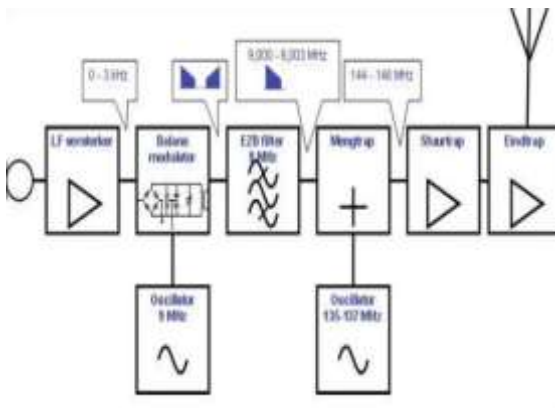 0 - 3 kHz
9,000 - 9,003 MHz
144 - 146 MHz
LF versterker
Balans
modulator
EZB filter
9 MHz
Mengtrap
Stuurtrap
Eindtrap
Oscillator
9 MHz
Oscillator
135-137 MHz